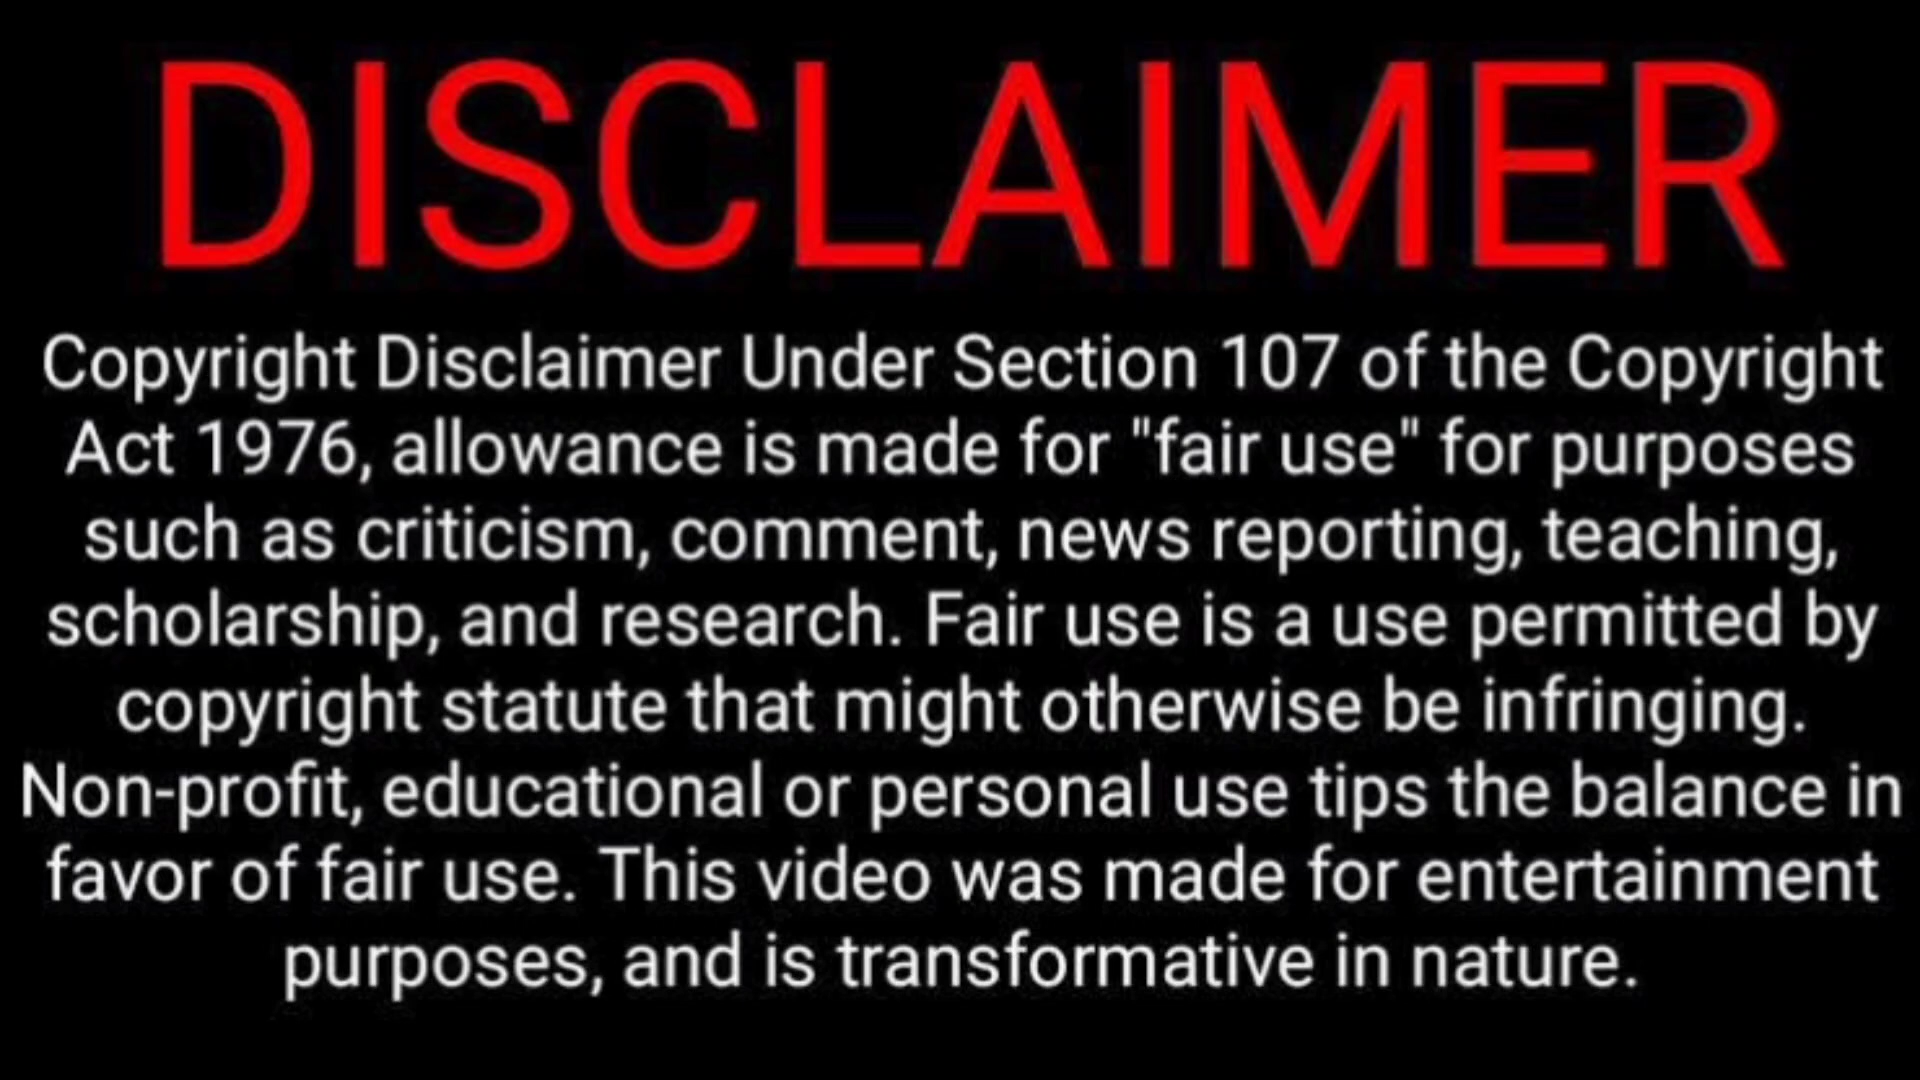 DISCLAIMER
Copyright Disclaimer Under Section 107 of the Copyright
Act 1976, allowance is made for "fair use" for purposes
such as criticism, comment, news reporting, teaching,
scholarship, and research. Fair use is a use permitted by
copyright statute that might otherwise be infringing.
Non-profit, educational or personal use tips the balance in
favor of fair use. This video was made for entertainment
purposes, and is transformative in nature.